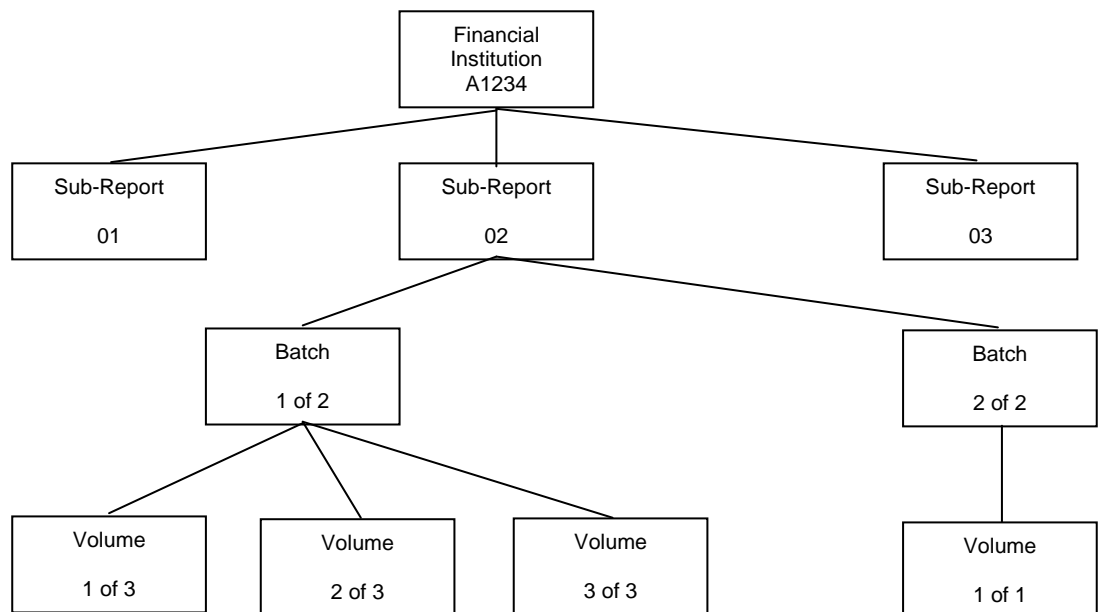 Financial
Institution
A1234
Sub-Report
01
Sub-Report
02
Sub-Report
03
Batch
1 of 2
Batch
2 of 2
Volume
1 of 3
Volume
2 of 3
Volume
3 of 3
Volume
1 of 1